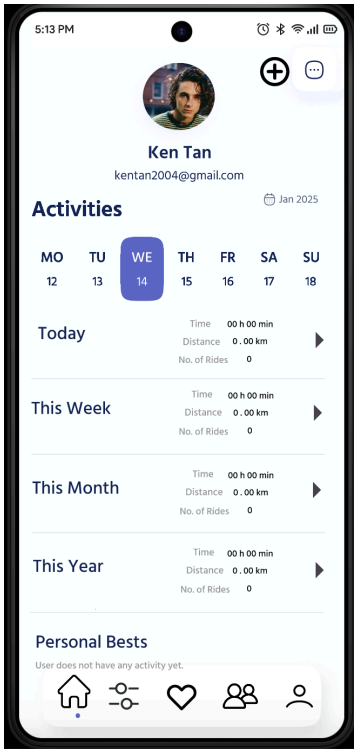 5:13 PM
Ken Tan
kentan2004@gmail.com
Activities
Jan 2025
MO TU WE TH FR SA SU
12 13 14 15 16 17 18
Today
Time 00 h 00 min
Distance 0 . 00 km
No. of Rides 0
This Week
Time 00 h 00 min
Distance 0 . 00 km
No. of Rides 0
This Month
Time 00 h 00 min
Distance 0 . 00 km
No. of Rides 0
This Year
Time 00 h 00 min
Distance 0 . 00 km
No. of Rides 0
Personal Bests
User does not have any activity yet.